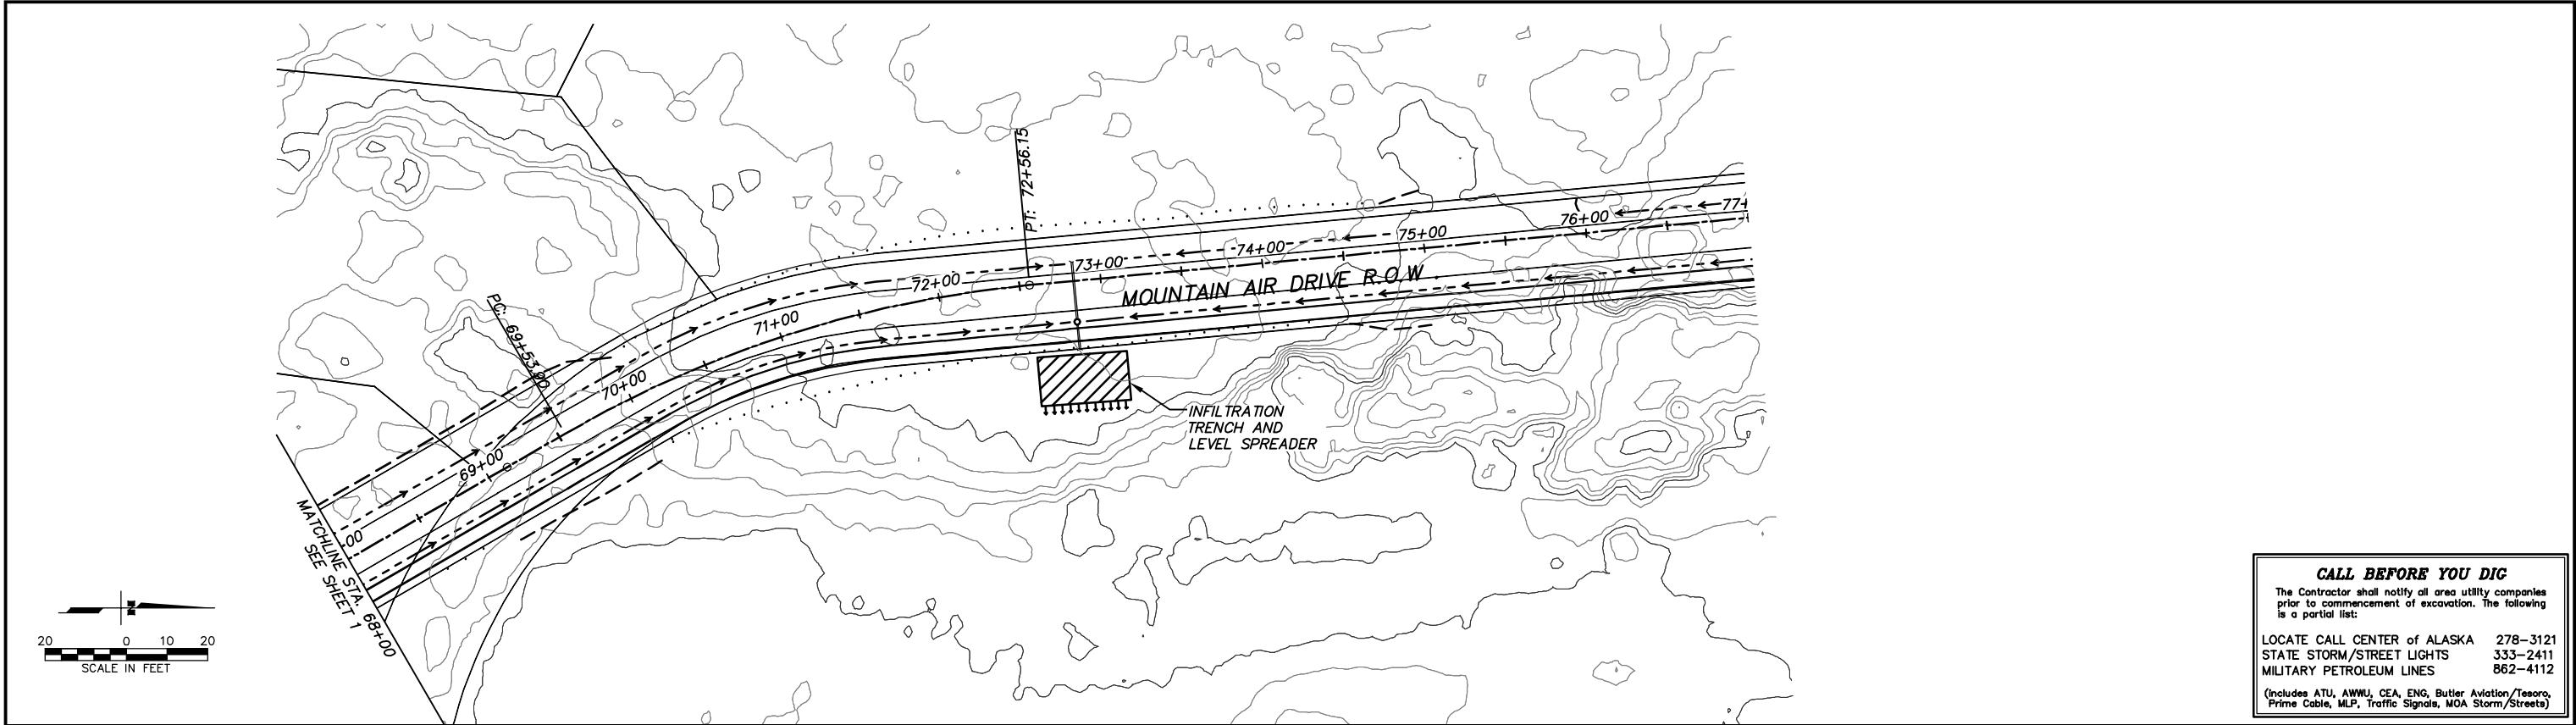 PT: 72+56.15
77+
76+00
75+00
74+00
73+00
72+00
MOUNTAIN AIR DRIVE R.O.W.
71+00
PC: 69+53.90
70+00
69+00
INFILTRATION
TRENCH AND
LEVEL SPREADER
00
MATCHLINE STA. 68+00
SEE SHEET 1
20 0 10 20
SCALE IN FEET
CALL BEFORE YOU DIG
The Contractor shall notify all area utility companies
prior to commencement of excavation. The following
is a partial list:
LOCATE CALL CENTER of ALASKA 278-3121
STATE STORM/STREET LIGHTS 333-2411
MILITARY PETROLEUM LINES 862-4112
(includes ATU, AWWU, CEA, ENG, Butler Aviation/Tesoro,
Prime Cable, MLP, Traffic Signals, MOA Storm/Streets)